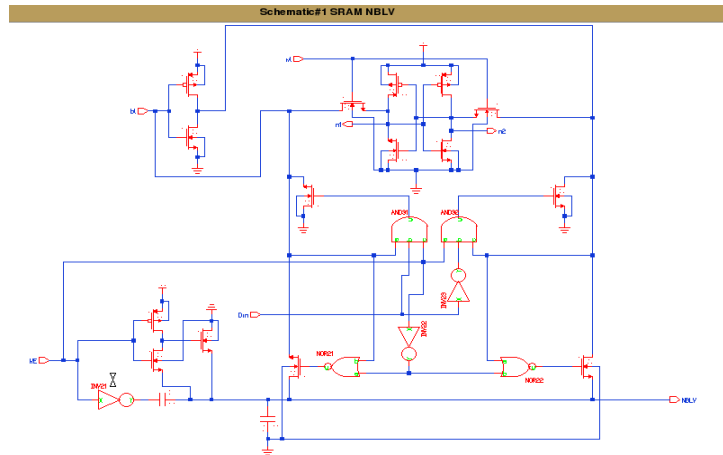 Schematic#1 SRAM NBLV
wl
bl
n1
n2
AND31
AND32
Din
INV23
INV22
NOR21
NOR22
WE
INV21
NBLV